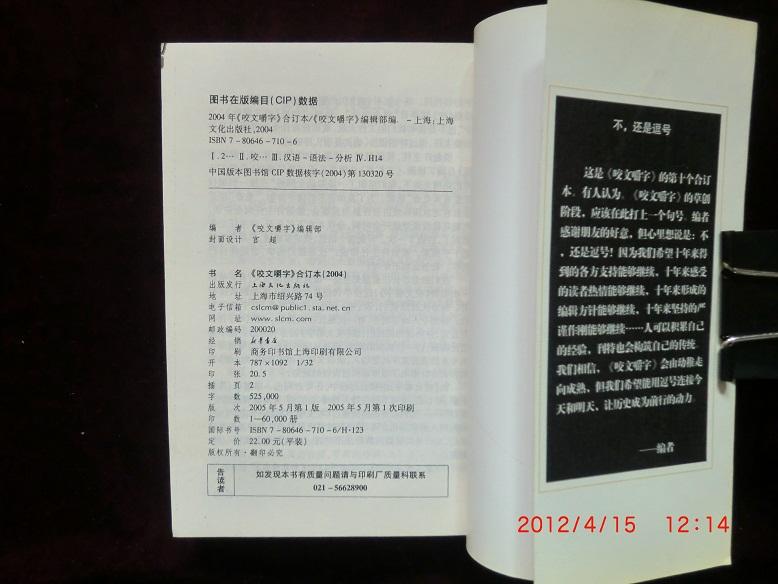 图书在版编目(CIP)数据
2004年《咬文嚼字》合订本/《咬文嚼字》编辑部编.－上海:上海
文化出版社,2004
ISBN 7－80646－710－6
Ⅰ.2… Ⅱ.咬… Ⅲ.汉语－语法－分析 Ⅳ.H14
中国版本图书馆CIP数据核字(2004)第130320号
编 者 《咬文嚼字》编辑部
封面设计 宫 超
书 名 《咬文嚼字》合订本(2004)
出版发行 上海文化出版社
地 址 上海市绍兴路74号
电子信箱 cslcm@public1.sta.net.cn
网 址 www.slcm.com
邮政编码 200020
经 销 新华书店
印 刷 商务印书馆上海印刷有限公司
开 本 787×1092 1/32
印 张 20.5
插 页 2
字 数 525,000
版 次 2005年5月第1版 2005年5月第1次印刷
印 数 1—60,000册
国际书号 ISBN 7－80646－710－6/H·123
定 价 22.00元(平装)
版权所有·翻印必究
告读者 如发现本书有质量问题请与印刷厂质量科联系
021－56628900
不，还是逗号
这是《咬文嚼字》的第十个合订
本。有人认为，《咬文嚼字》的草创
阶段，应该在此打上一个句号。编者
感谢朋友的好意，但心里想说是：不
，还是逗号！因为我们希望十年来得
到的各方支持能够继续，十年来感受
的读者热情能够继续，十年来形成的
编辑方针能够继续，十年来坚持的严
谨作刚能够继续……人可以积累自己
的经验，刊待也会构筑自己的传统。
我们相信，《咬文嚼字》会由幼推走
向成熟，但我们希望能用逗号连接今
天和明天，让历史成为前行的动力。
——编者
2012/4/15 12:14